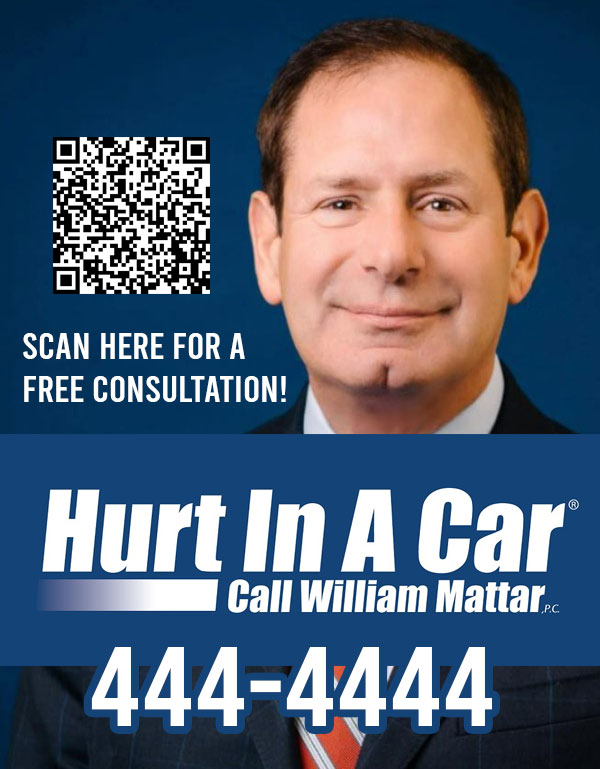 SCAN HERE FOR A
FREE CONSULTATION!
Hurt In A Car®
Call William Mattar, P.C.
444-4444